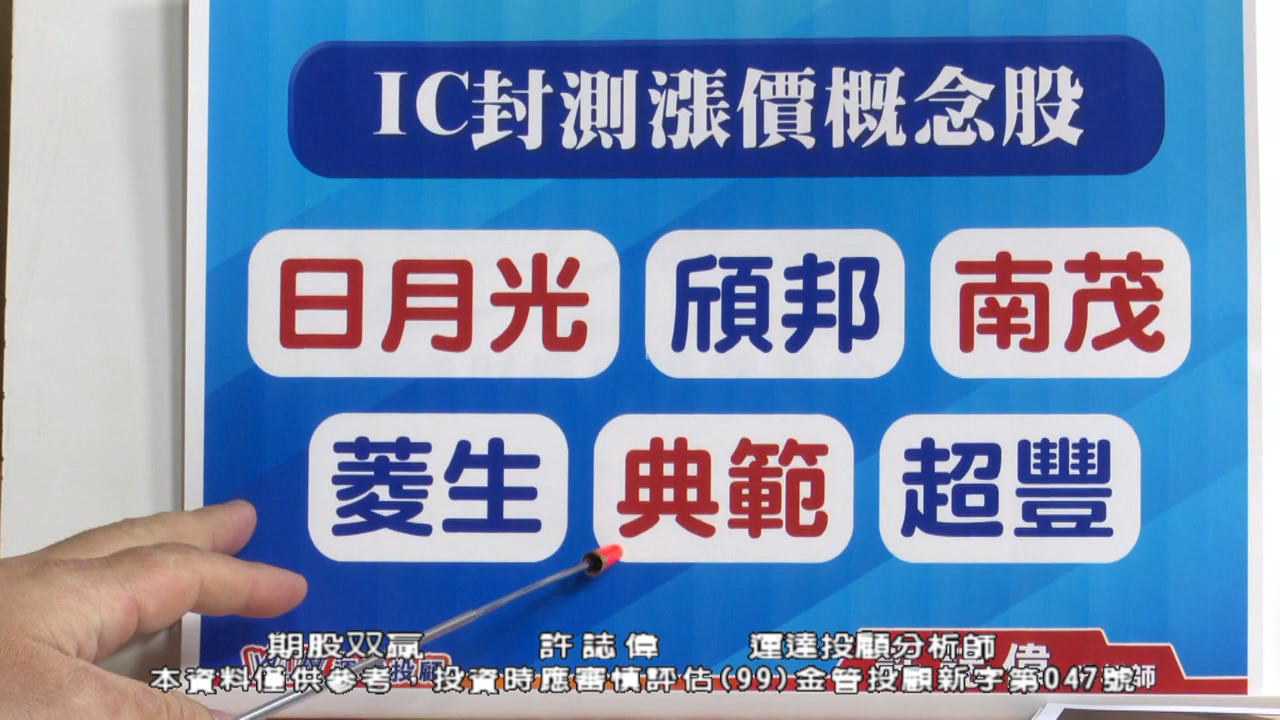 IC封測漲價概念股
日月光 頎邦 南茂
菱生 典範 超豐
期股双贏 許誌偉 運達投顧分析師
本資料僅供參考，投資時應審慎評估(99)金管投顧新字第047號